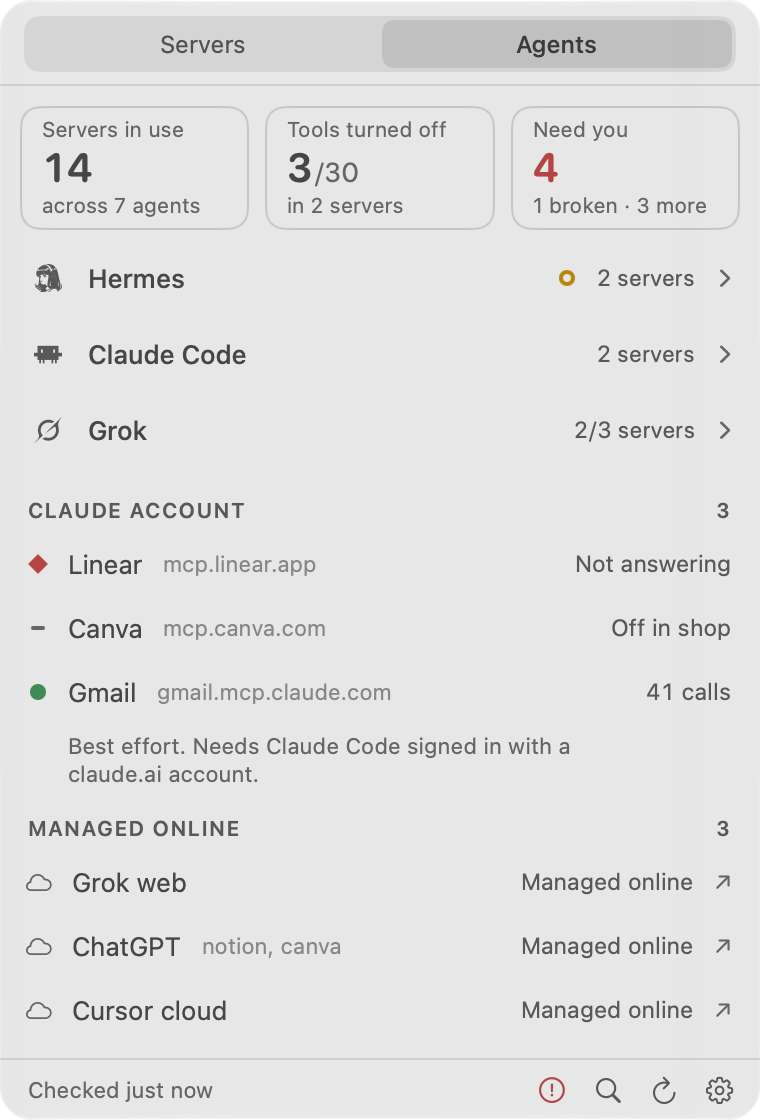 Servers
Agents
Servers in use
14
across 7 agents
Tools turned off
3/30
in 2 servers
Need you
4
1 broken · 3 more
Hermes 2 servers
Claude Code 2 servers
Grok 2/3 servers
CLAUDE ACCOUNT 3
Linear mcp.linear.app Not answering
Canva mcp.canva.com Off in shop
Gmail gmail.mcp.claude.com 41 calls
Best effort. Needs Claude Code signed in with a
claude.ai account.
MANAGED ONLINE 3
Grok web Managed online
ChatGPT notion, canva Managed online
Cursor cloud Managed online
Checked just now